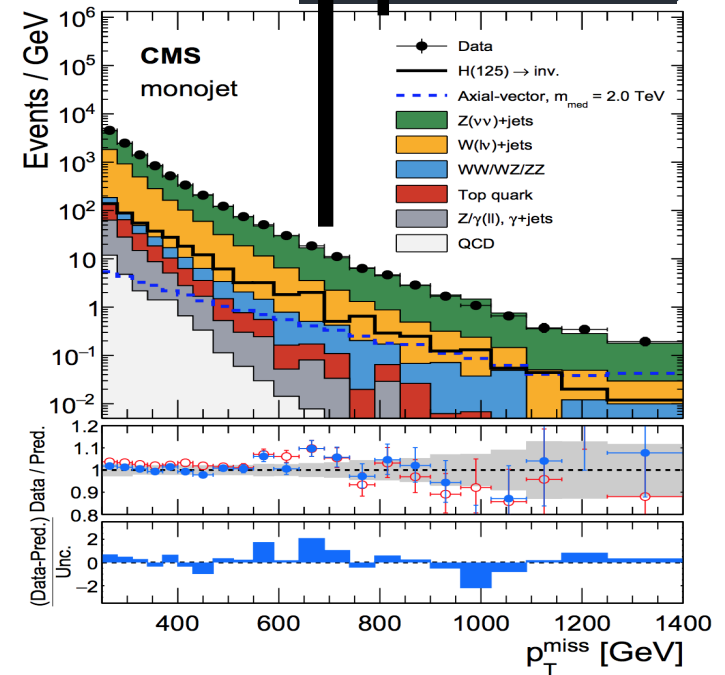 CMS
monojet
Data
H(125) → inv.
Axial-vector, m_med = 2.0 TeV
Z(νν)+jets
W(lν)+jets
WW/WZ/ZZ
Top quark
Z/γ(ll), γ+jets
QCD
Events / GeV
10^6
10^5
10^4
10^3
10^2
10
1
10^−1
10^−2
Data / Pred.
1.2
1.1
1.0
0.9
0.8
(Data-Pred.)
Unc.
2
0
−2
400 600 800 1000 1200 1400
p_T^miss [GeV]